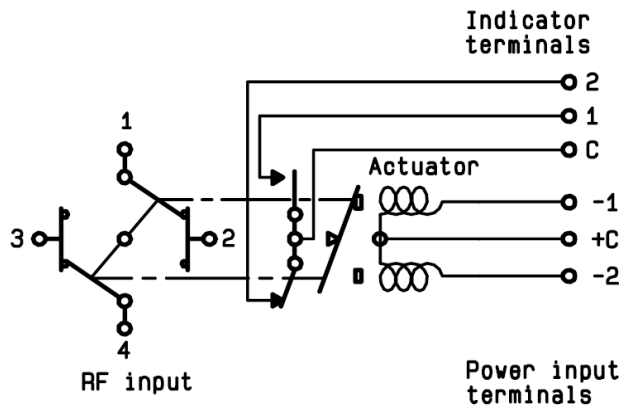 Indicator
terminals
2
1
C
1
Actuator
-1
3
2
+C
-2
4
RF input
Power input
terminals